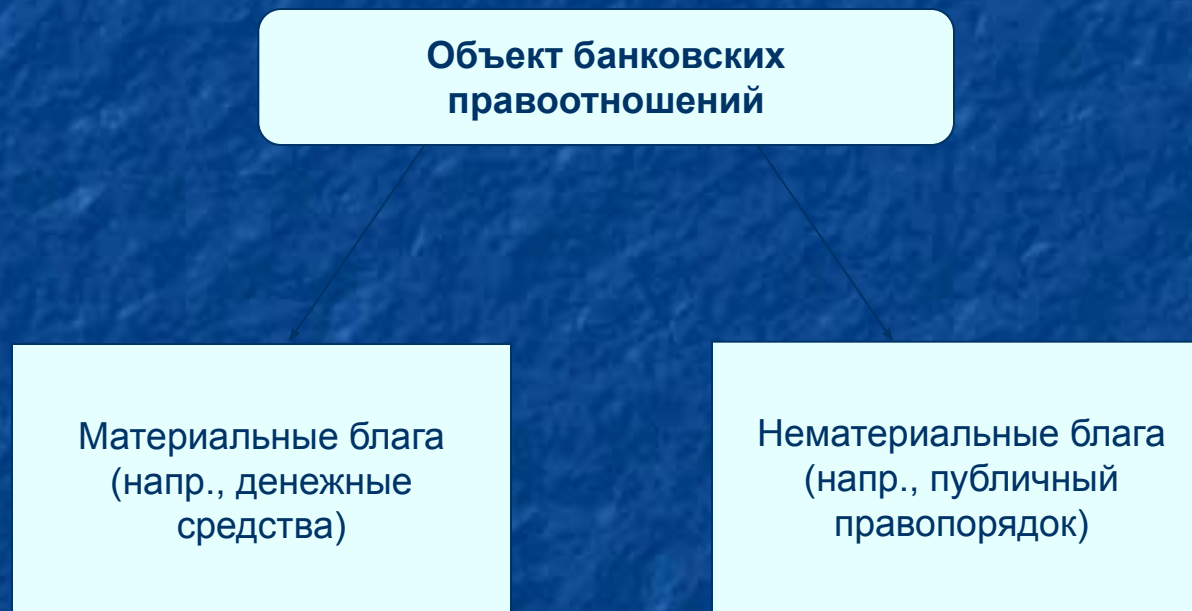 Объект банковских
правоотношений
Материальные блага
(напр., денежные
средства)
Нематериальные блага
(напр., публичный
правопорядок)